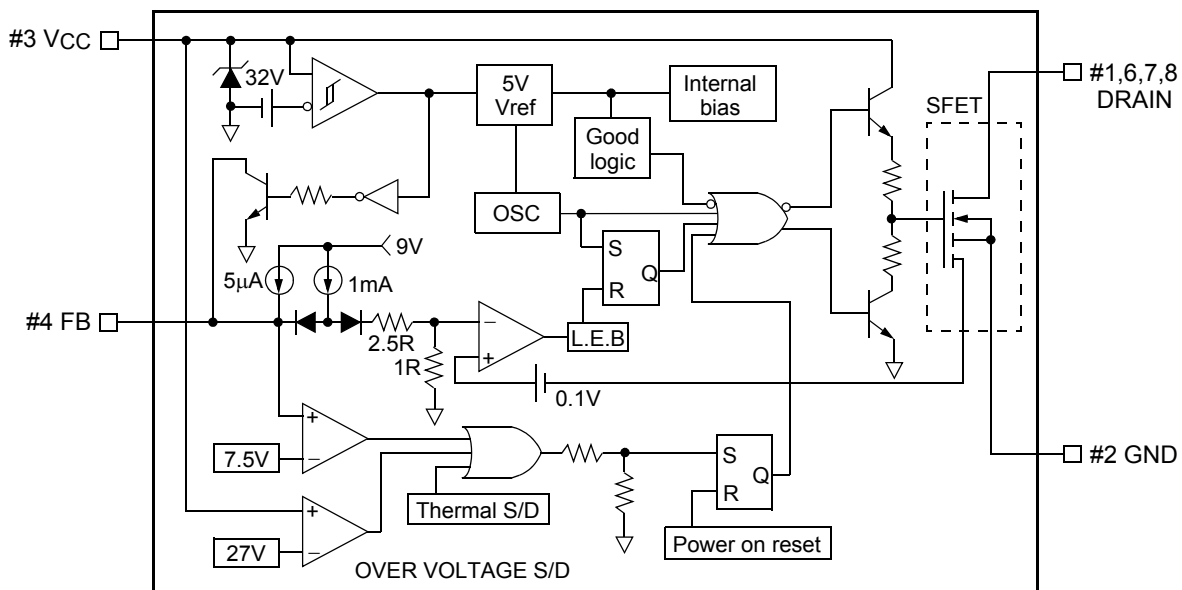 #3 VCC
32V
5V
Vref
Internal
bias
Good
logic
OSC
#1,6,7,8
DRAIN
SFET
9V
5μA
1mA
S
R
Q
#4 FB
2.5R
1R
−
+
L.E.B
0.1V
+
−
7.5V
Thermal S/D
S
R
Q
#2 GND
+
−
27V
Power on reset
OVER VOLTAGE S/D